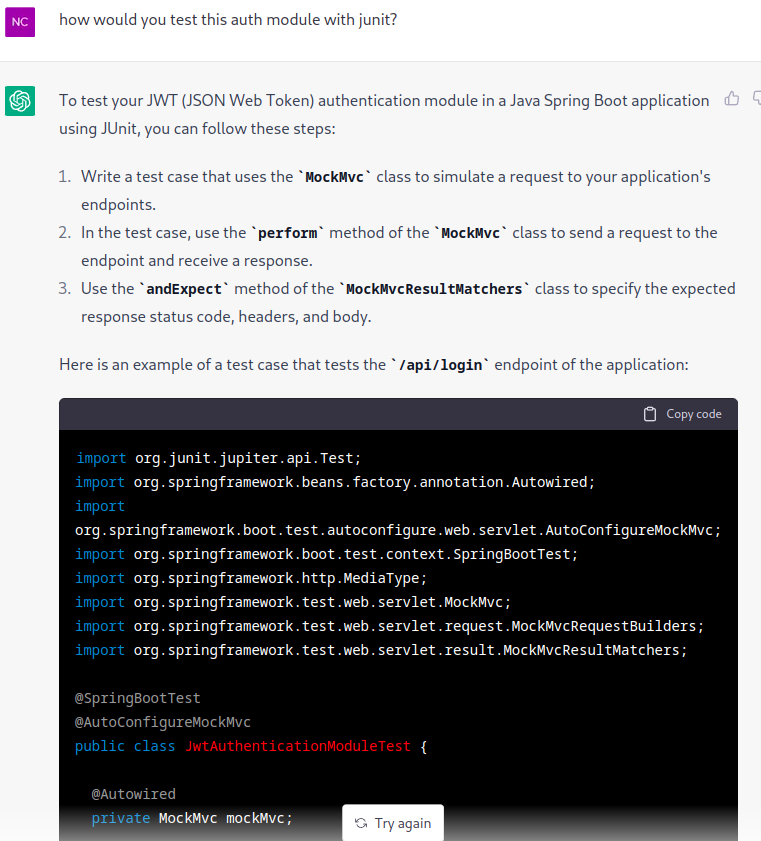 NC
how would you test this auth module with junit?
To test your JWT (JSON Web Token) authentication module in a Java Spring Boot application
using JUnit, you can follow these steps:
1. Write a test case that uses the `MockMvc` class to simulate a request to your application's
endpoints.
2. In the test case, use the `perform` method of the `MockMvc` class to send a request to the
endpoint and receive a response.
3. Use the `andExpect` method of the `MockMvcResultMatchers` class to specify the expected
response status code, headers, and body.
Here is an example of a test case that tests the `/api/login` endpoint of the application:
Copy code
import org.junit.jupiter.api.Test;
import org.springframework.beans.factory.annotation.Autowired;
import
org.springframework.boot.test.autoconfigure.web.servlet.AutoConfigureMockMvc;
import org.springframework.boot.test.context.SpringBootTest;
import org.springframework.http.MediaType;
import org.springframework.test.web.servlet.MockMvc;
import org.springframework.test.web.servlet.request.MockMvcRequestBuilders;
import org.springframework.test.web.servlet.result.MockMvcResultMatchers;
@SpringBootTest
@AutoConfigureMockMvc
public class JwtAuthenticationModuleTest {
@Autowired
private MockMvc mockMvc;
Try again